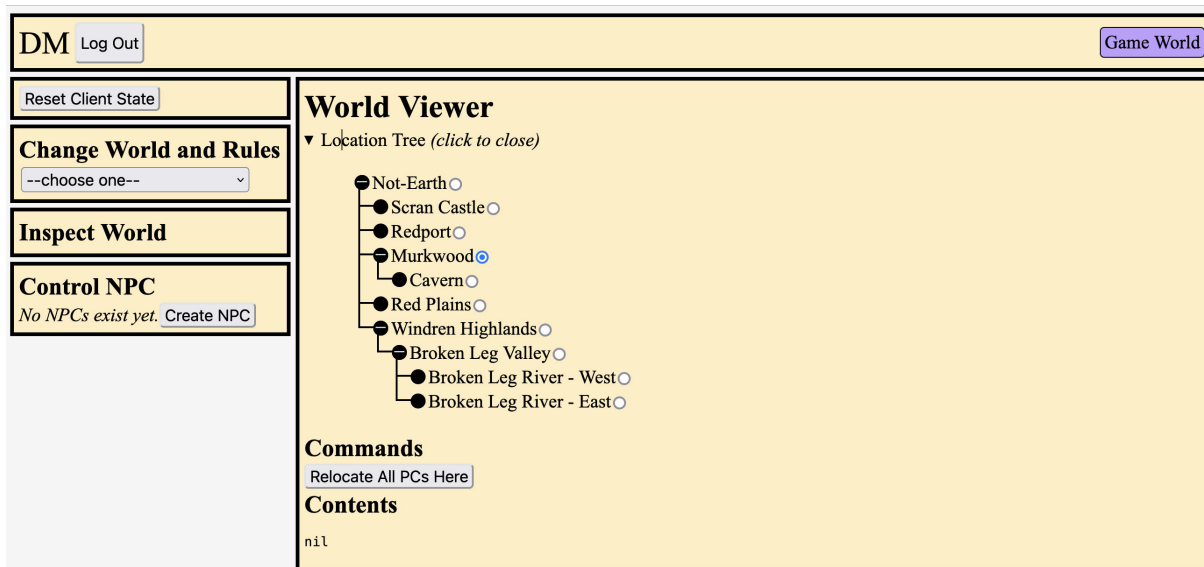 DM Log Out
Game World
Reset Client State
Change World and Rules
--choose one--
Inspect World
Control NPC
No NPCs exist yet. Create NPC
World Viewer
▼ Location Tree (click to close)
Not-Earth
Scran Castle
Redport
Murkwood
Cavern
Red Plains
Windren Highlands
Broken Leg Valley
Broken Leg River - West
Broken Leg River - East
Commands
Relocate All PCs Here
Contents
nil